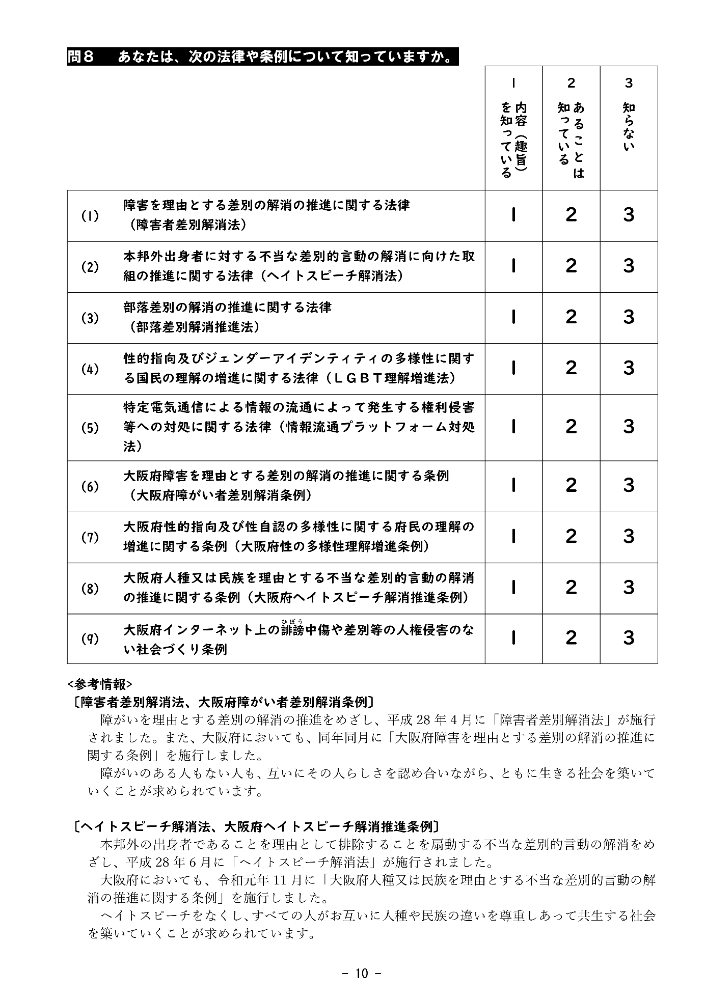 問８　あなたは、次の法律や条例について知っていますか。
1 内容（趣旨）を知っている
2 あることは知っている
3 知らない
(1) 障害を理由とする差別の解消の推進に関する法律
（障害者差別解消法） 1 2 3
(2) 本邦外出身者に対する不当な差別的言動の解消に向けた取
組の推進に関する法律（ヘイトスピーチ解消法） 1 2 3
(3) 部落差別の解消の推進に関する法律
（部落差別解消推進法） 1 2 3
(4) 性的指向及びジェンダーアイデンティティの多様性に関す
る国民の理解の増進に関する法律（ＬＧＢＴ理解増進法） 1 2 3
(5) 特定電気通信による情報の流通によって発生する権利侵害
等への対処に関する法律（情報流通プラットフォーム対処
法） 1 2 3
(6) 大阪府障害を理由とする差別の解消の推進に関する条例
（大阪府障がい者差別解消条例） 1 2 3
(7) 大阪府性的指向及び性自認の多様性に関する府民の理解の
増進に関する条例（大阪府性の多様性理解増進条例） 1 2 3
(8) 大阪府人種又は民族を理由とする不当な差別的言動の解消
の推進に関する条例（大阪府ヘイトスピーチ解消推進条例） 1 2 3
ひぼう
(9) 大阪府インターネット上の誹謗中傷や差別等の人権侵害のな
い社会づくり条例 1 2 3
<参考情報>
〔障害者差別解消法、大阪府障がい者差別解消条例〕
障がいを理由とする差別の解消の推進をめざし、平成 28 年 4 月に「障害者差別解消法」が施行
されました。また、大阪府においても、同年同月に「大阪府障害を理由とする差別の解消の推進に
関する条例」を施行しました。
障がいのある人もない人も、互いにその人らしさを認め合いながら、ともに生きる社会を築いて
いくことが求められています。
〔ヘイトスピーチ解消法、大阪府ヘイトスピーチ解消推進条例〕
本邦外の出身者であることを理由として排除することを扇動する不当な差別的言動の解消をめ
ざし、平成 28 年 6 月に「ヘイトスピーチ解消法」が施行されました。
大阪府においても、令和元年 11 月に「大阪府人種又は民族を理由とする不当な差別的言動の解
消の推進に関する条例」を施行しました。
ヘイトスピーチをなくし、すべての人がお互いに人種や民族の違いを尊重しあって共生する社会
を築いていくことが求められています。
- 10 -